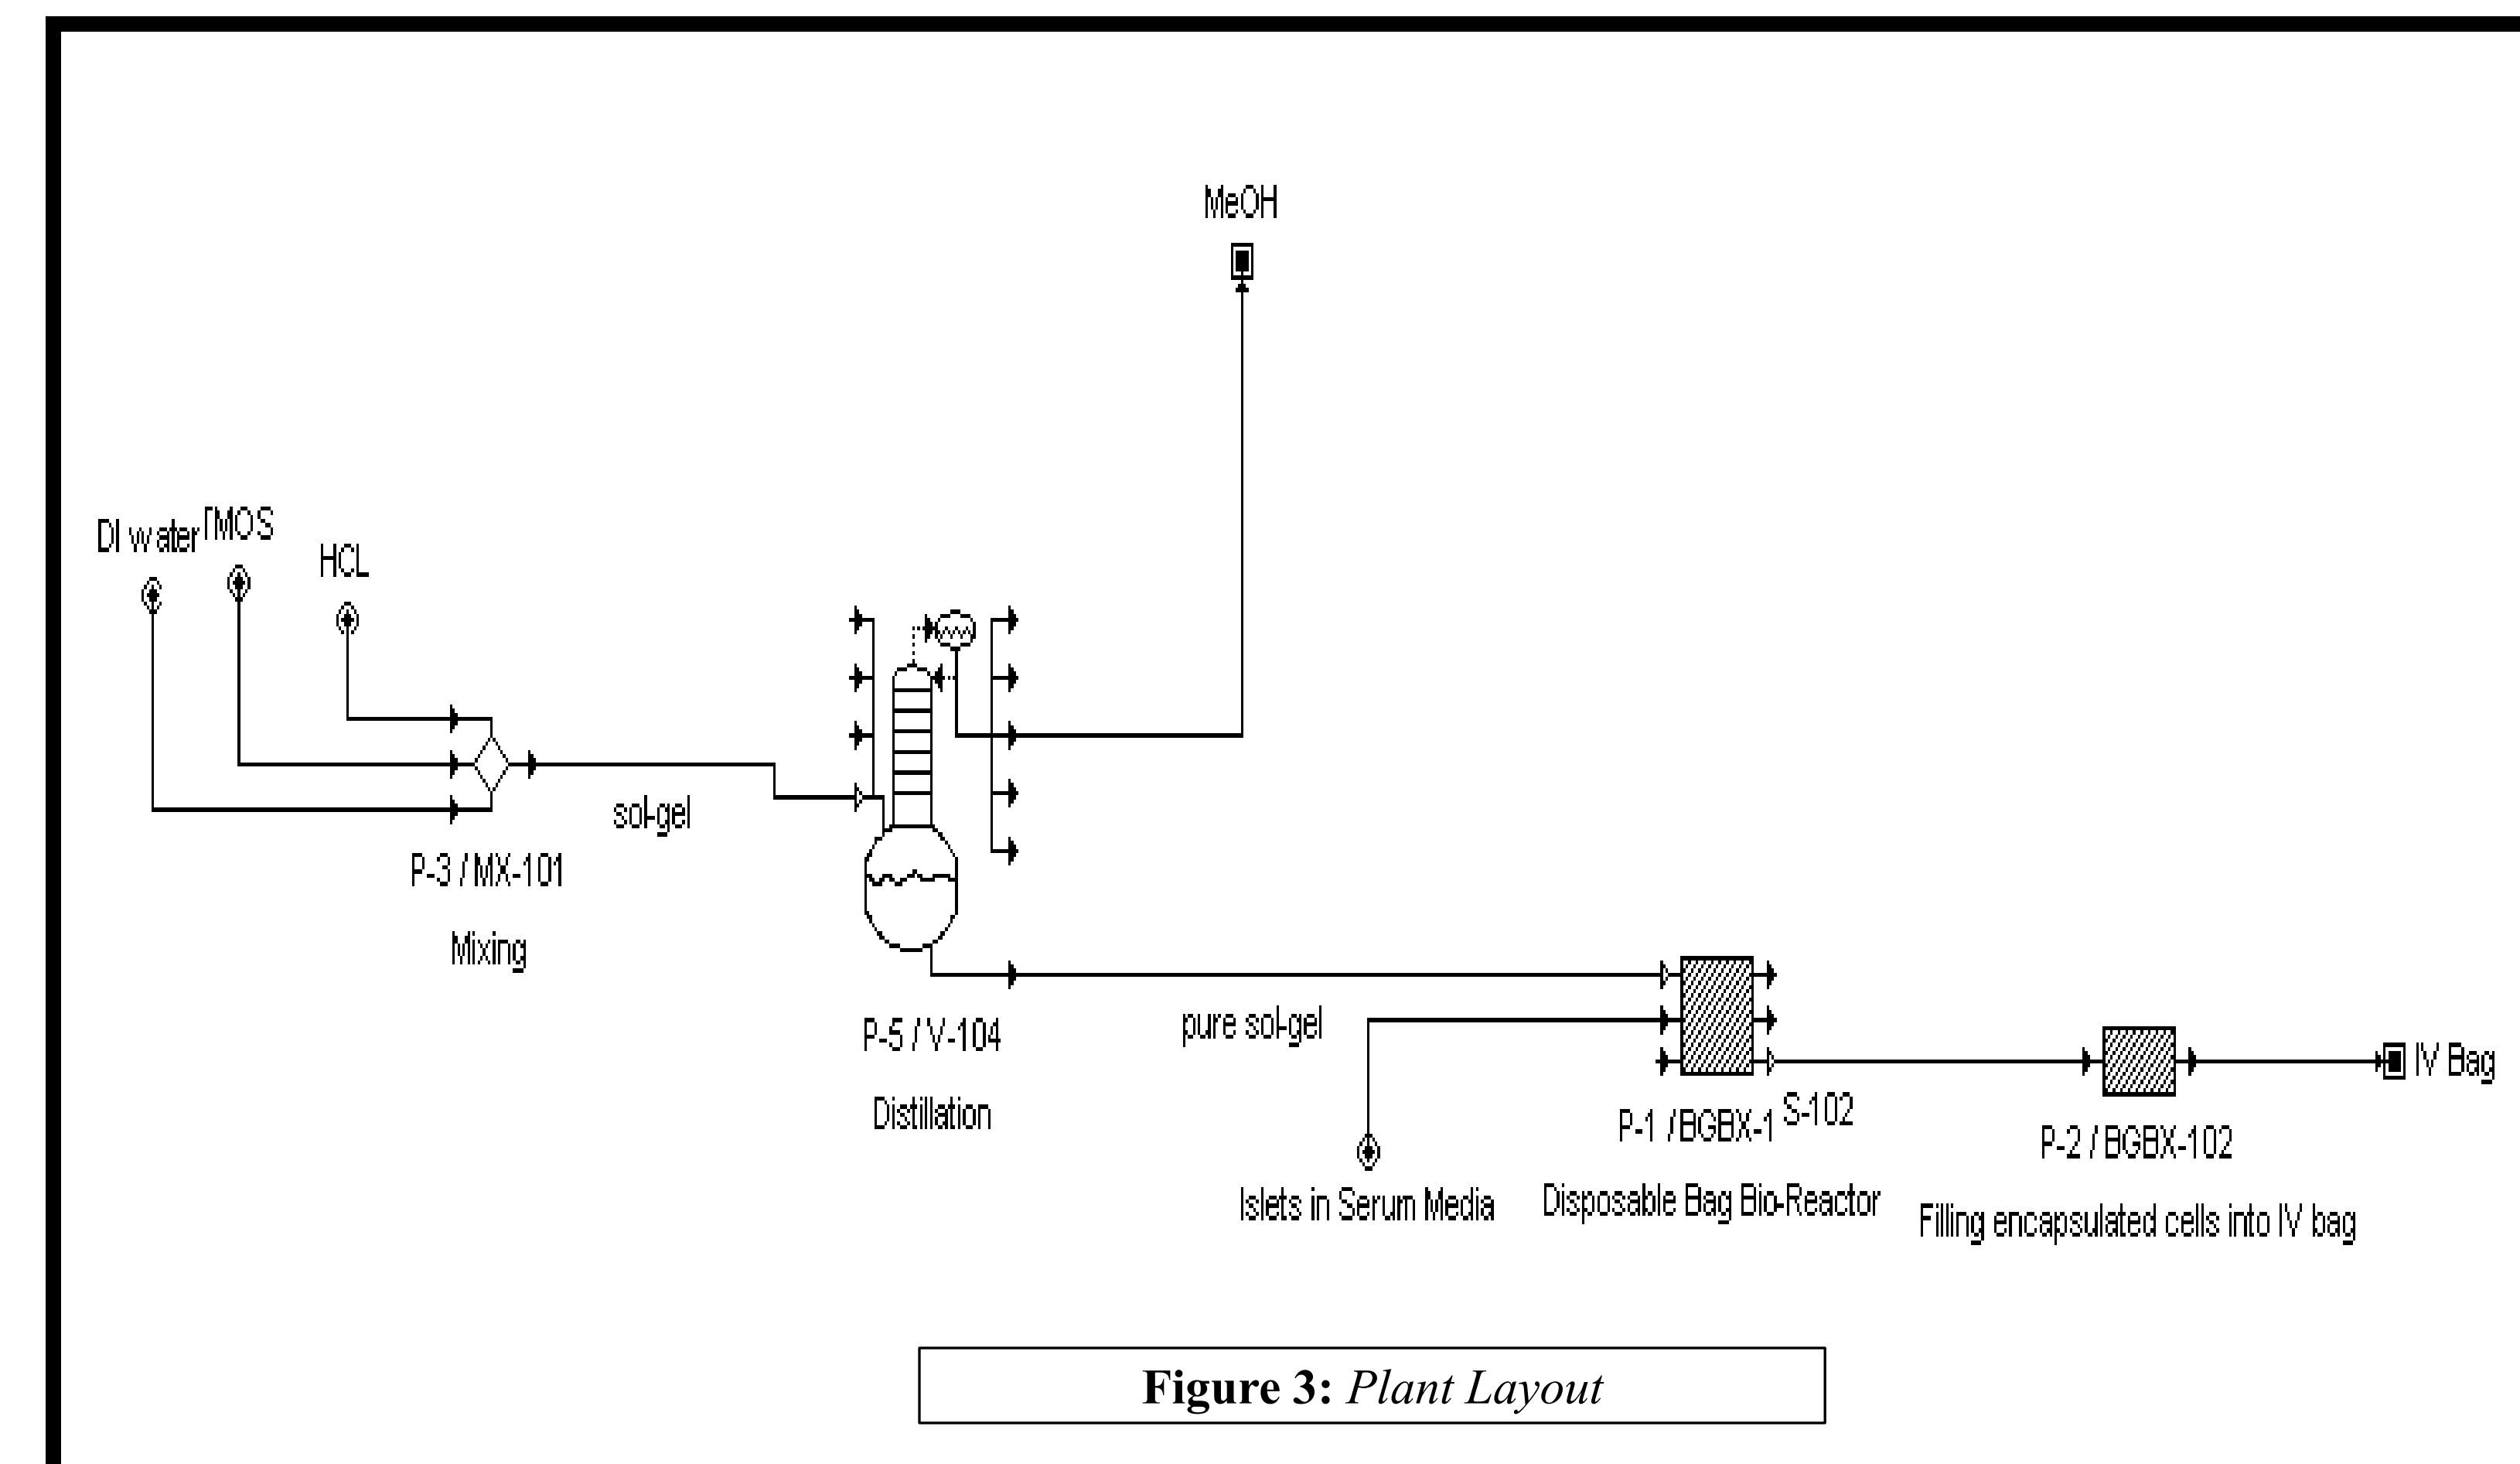 MeOH
DI water
TMOS
HCL
sol-gel
P-3 / MX-101
Mixing
P-5 / V-104
Distillation
pure sol-gel
Islets in Serum Media
P-1 / BGBX-1
S-102
Disposable Bag Bio-Reactor
P-2 / BGBX-102
Filling encapsulated cells into IV bag
IV Bag
Figure 3: Plant Layout